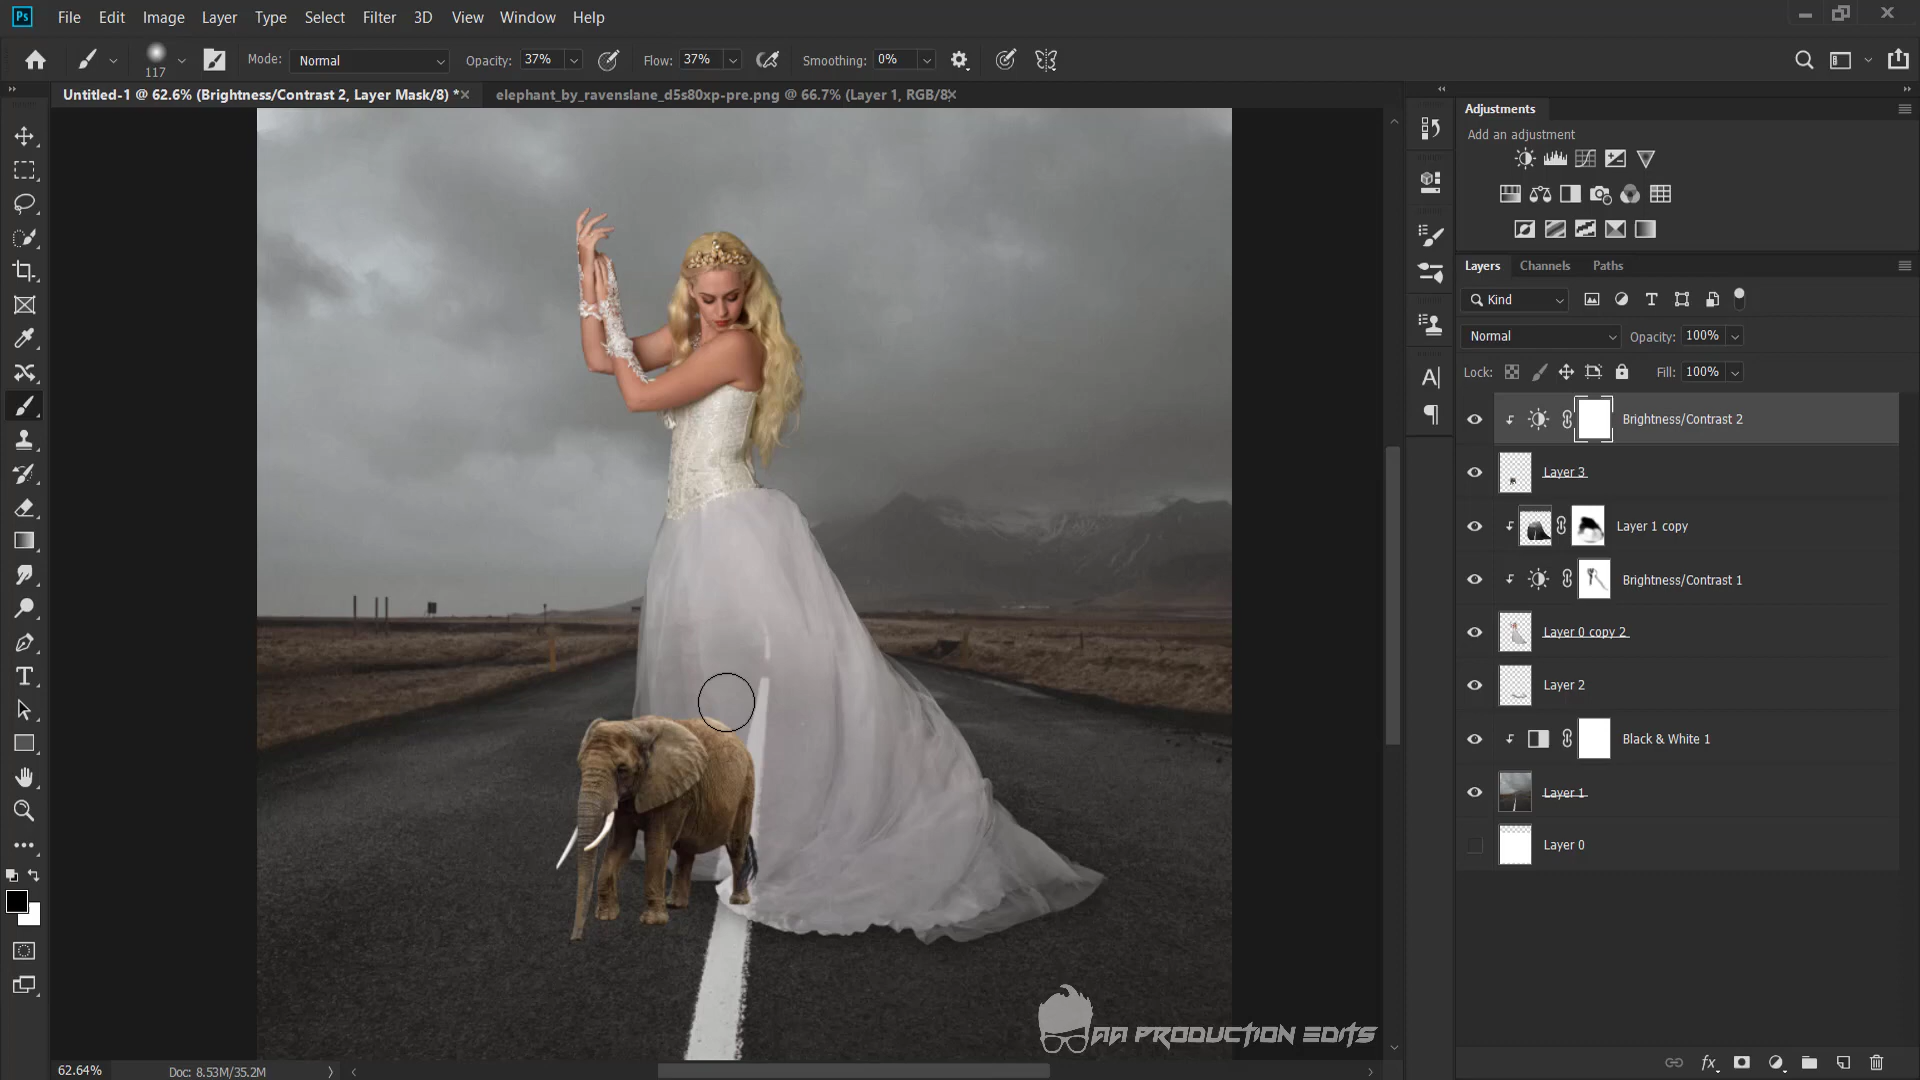 Ps File Edit Image Layer Type Select Filter 3D View Window Help
117 Mode: Normal Opacity: 37% Flow: 37% Smoothing: 0%
Untitled-1 @ 62.6% (Brightness/Contrast 2, Layer Mask/8) *
elephant_by_ravenslane_d5s80xp-pre.png @ 66.7% (Layer 1, RGB/8
Adjustments
Add an adjustment
Layers Channels Paths
Kind
Normal Opacity: 100%
Lock: Fill: 100%
Brightness/Contrast 2
Layer 3
Layer 1 copy
Brightness/Contrast 1
Layer 0 copy 2
Layer 2
Black & White 1
Layer 1
Layer 0
AA PRODUCTION EDITS
62.64% Doc: 8.53M/35.2M